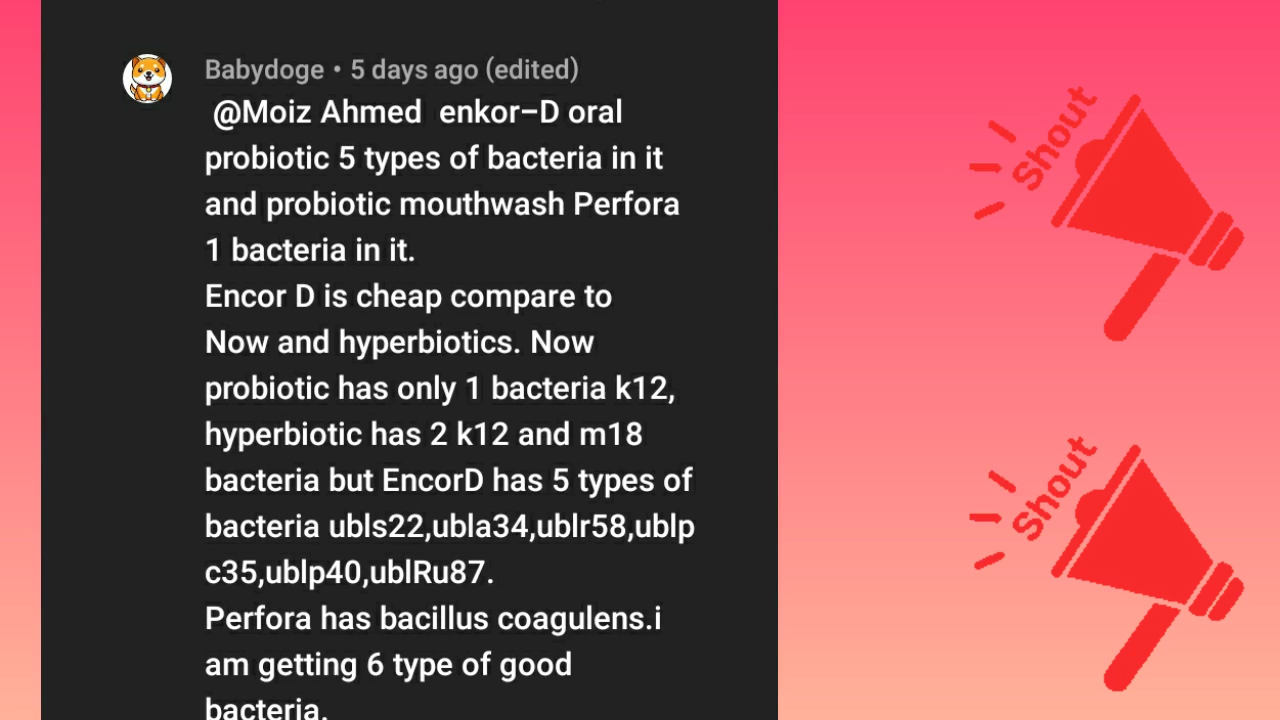 Babydoge • 5 days ago (edited)
@Moiz Ahmed enkor–D oral
probiotic 5 types of bacteria in it
and probiotic mouthwash Perfora
1 bacteria in it.
Encor D is cheap compare to
Now and hyperbiotics. Now
probiotic has only 1 bacteria k12,
hyperbiotic has 2 k12 and m18
bacteria but EncorD has 5 types of
bacteria ubls22,ubla34,ublr58,ublp
c35,ublp40,ublRu87.
Perfora has bacillus coagulens.i
am getting 6 type of good
bacteria.
Shout
Shout